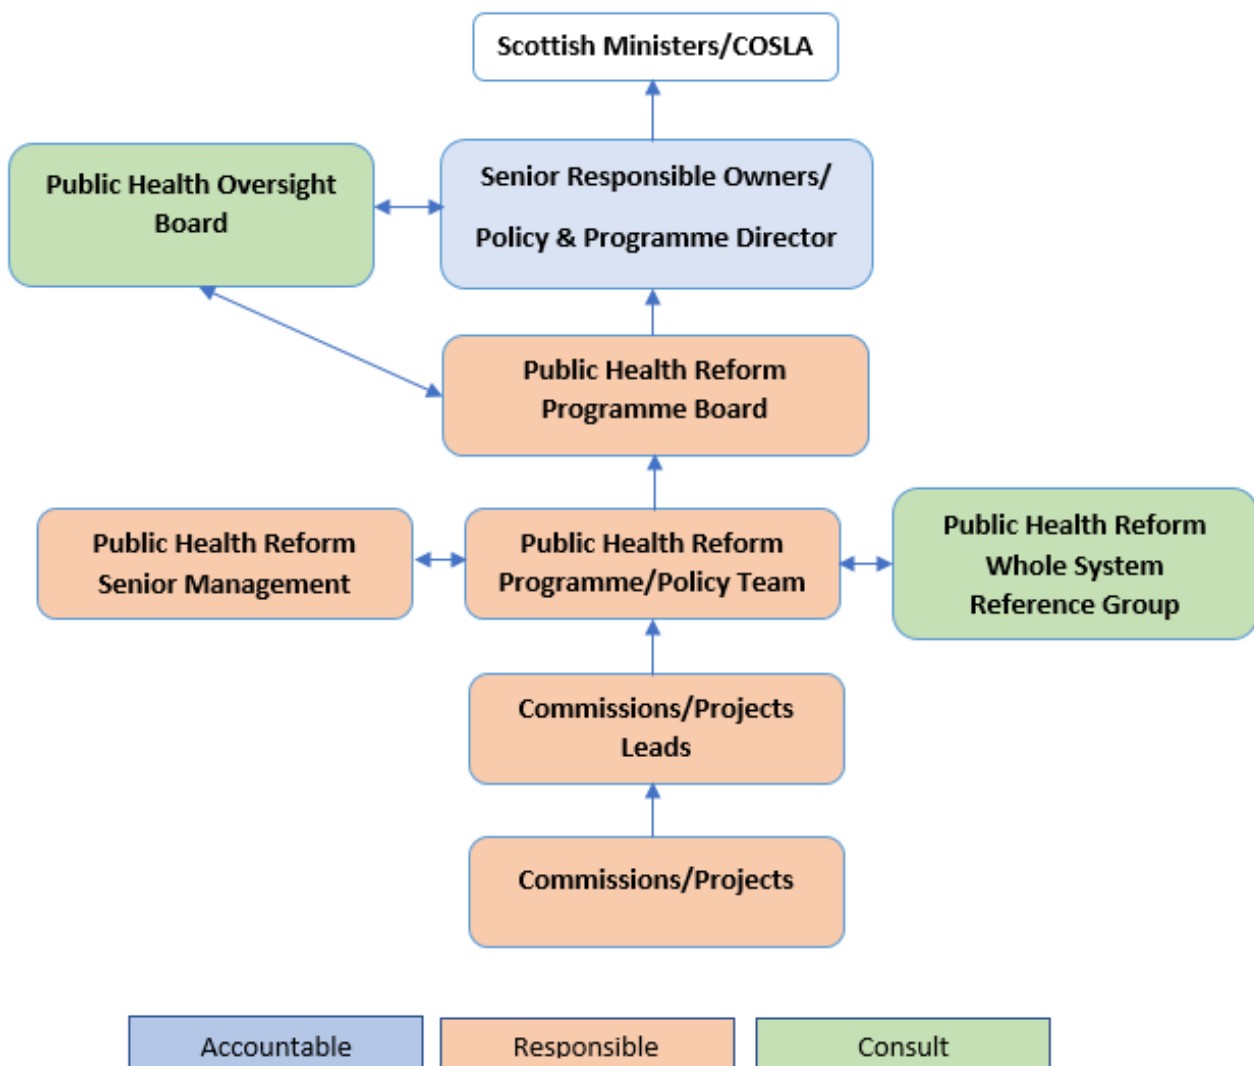 Scottish Ministers/COSLA
Public Health Oversight
Board
Senior Responsible Owners/
Policy & Programme Director
Public Health Reform
Programme Board
Public Health Reform
Senior Management
Public Health Reform
Programme/Policy Team
Public Health Reform
Whole System
Reference Group
Commissions/Projects
Leads
Commissions/Projects
Accountable
Responsible
Consult